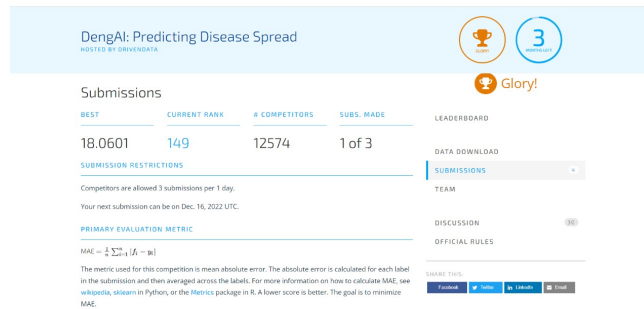 DengAI: Predicting Disease Spread
HOSTED BY DRIVENDATA
GLORY!
3
MONTHS LEFT
Glory!
Submissions
BEST
CURRENT RANK
# COMPETITORS
SUBS. MADE
18.0601
149
12574
1 of 3
SUBMISSION RESTRICTIONS
Competitors are allowed 3 submissions per 1 day.
Your next submission can be on Dec. 16, 2022 UTC.
PRIMARY EVALUATION METRIC
MAE = 1/n ∑ⁿᵢ₌₁ |fᵢ − yᵢ|
The metric used for this competition is mean absolute error. The absolute error is calculated for each label
in the submission and then averaged across the labels. For more information on how to calculate MAE, see
wikipedia, sklearn in Python, or the Metrics package in R. A lower score is better. The goal is to minimize
MAE.
LEADERBOARD
DATA DOWNLOAD
SUBMISSIONS
TEAM
DISCUSSION
OFFICIAL RULES
SHARE THIS:
Facebook
Twitter
LinkedIn
Email